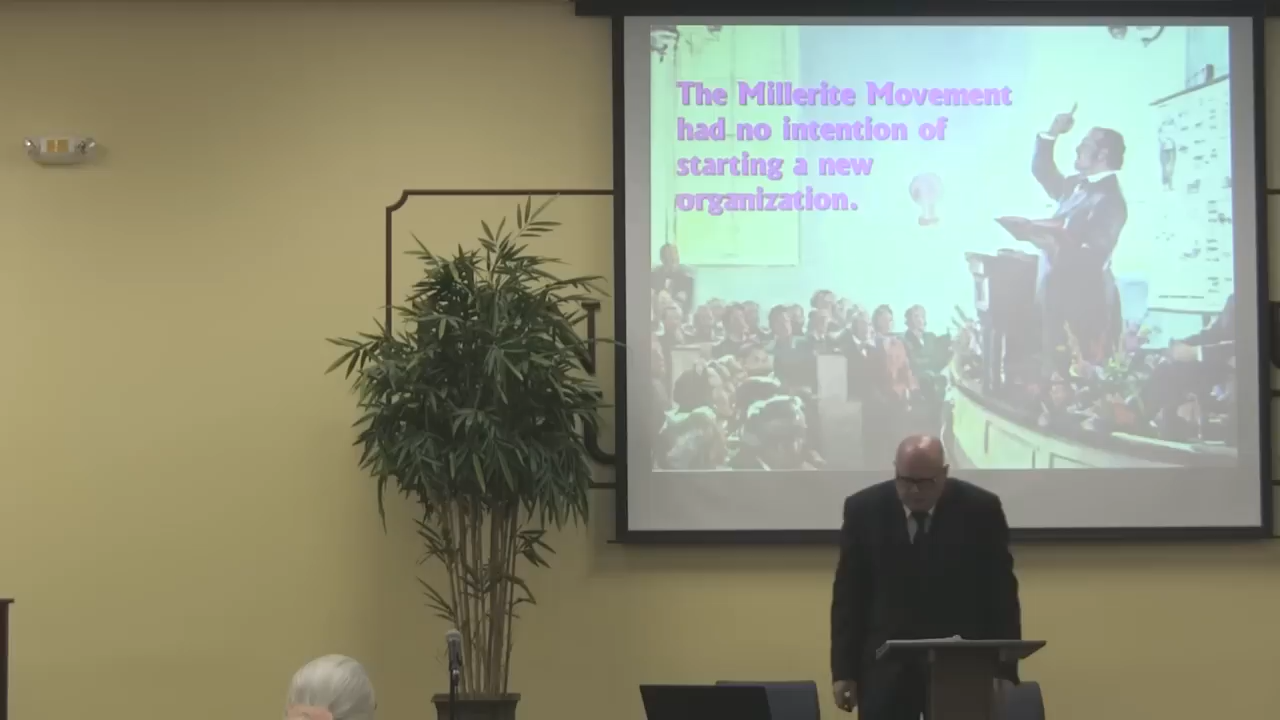 The Millerite Movement
had no intention of
starting a new
organization.